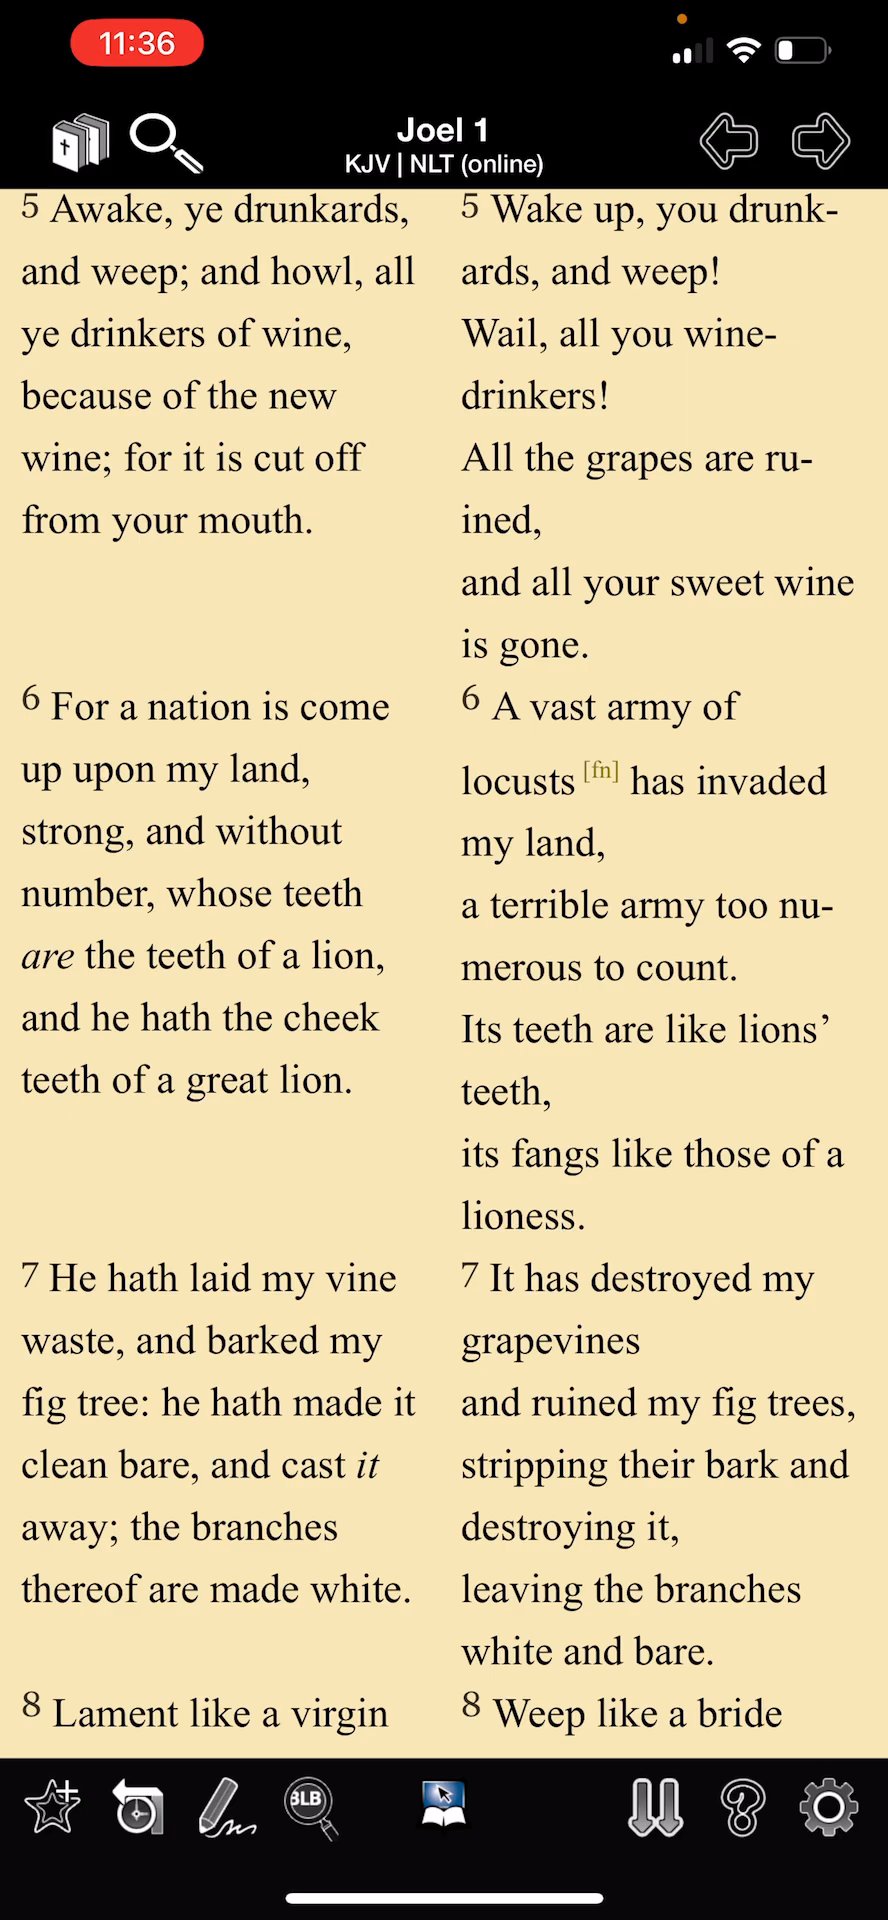 11:36
Joel 1
KJV | NLT (online)
5 Awake, ye drunkards,
and weep; and howl, all
ye drinkers of wine,
because of the new
wine; for it is cut off
from your mouth.
5 Wake up, you drunk-
ards, and weep!
Wail, all you wine-
drinkers!
All the grapes are ru-
ined,
and all your sweet wine
is gone.
6 For a nation is come
up upon my land,
strong, and without
number, whose teeth
are the teeth of a lion,
and he hath the cheek
teeth of a great lion.
6 A vast army of
locusts [fn] has invaded
my land,
a terrible army too nu-
merous to count.
Its teeth are like lions’
teeth,
its fangs like those of a
lioness.
7 He hath laid my vine
waste, and barked my
fig tree: he hath made it
clean bare, and cast it
away; the branches
thereof are made white.
7 It has destroyed my
grapevines
and ruined my fig trees,
stripping their bark and
destroying it,
leaving the branches
white and bare.
8 Lament like a virgin
8 Weep like a bride
BLB